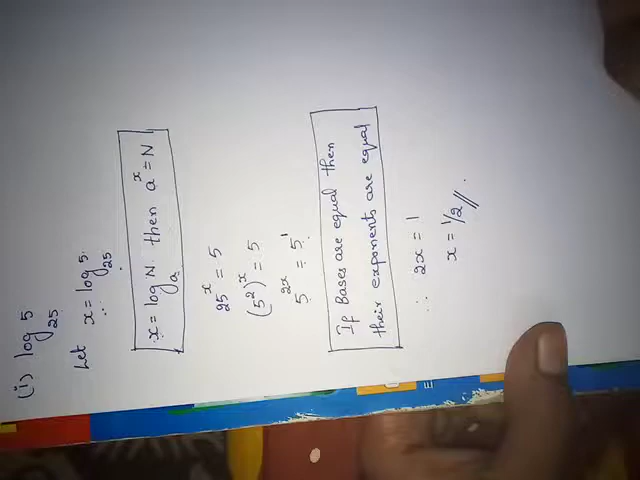 (i) log₂₅ 5
Let x = log₂₅ 5
x = logₐ N then aˣ = N
25ˣ = 5
(5²)ˣ = 5
5²ˣ = 5¹
If Bases are equal then
their exponents are equal
∴ 2x = 1
x = 1/2 //.